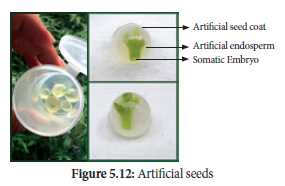 Artificial seed coat
Artificial endosperm
Somatic Embryo
Figure 5.12: Artificial seeds